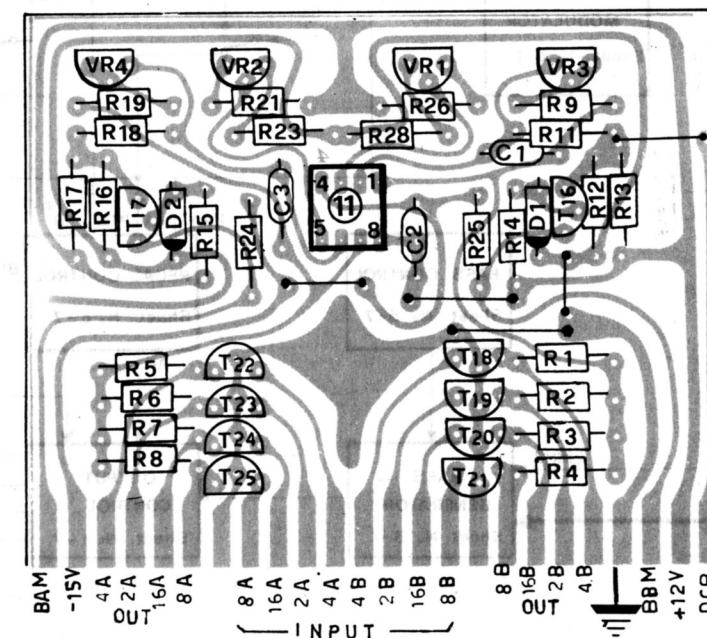 VR4 VR2 VR1 VR3
R19 R21 R26 R9
R18 R23 R28 R11
C1
R17 R16 T17 D2 R15 R24 C3 4 1 11 5 8 C2 R25 R14 D1 T16 R12 R13
R5 T22 T18 R1
R6 T23 T19 R2
R7 T24 T20 R3
R8 T25 T21 R4
BAM -15V 4A 2A 16A 8A 8A 16A 2A 4A 4B 2B 16B 8B 8B 16B 2B 4B BBM +12V
OUT OUT
INPUT